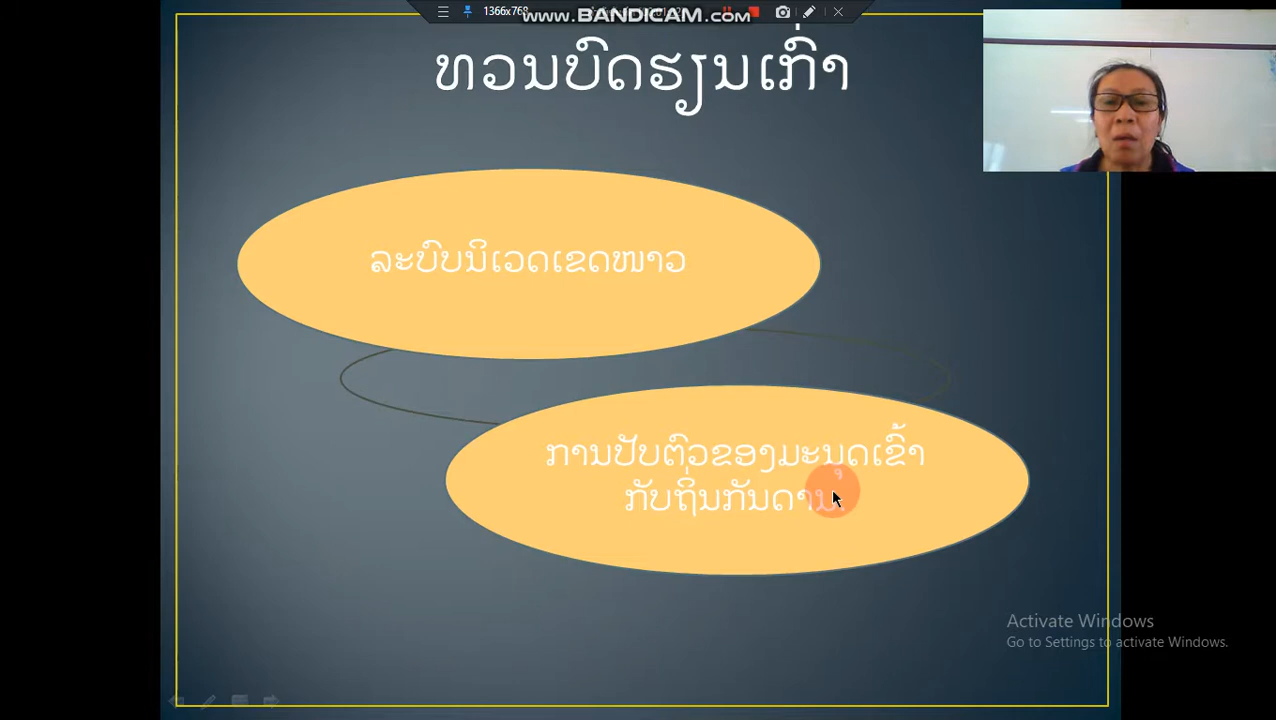 1366x768
www.BANDICAM.com
ທວນບົດຮຽນເກົ່າ
ລະບົບນິເວດເຂດໜາວ
ການປັບຕົວຂອງມະນຸດເຂົ້າ
ກັບຖິ່ນກັນດານ.
Activate Windows
Go to Settings to activate Windows.